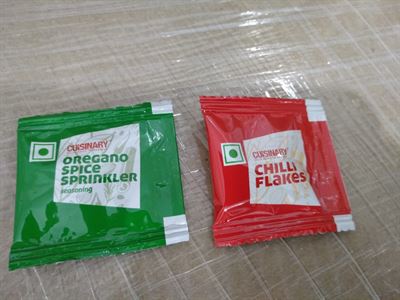 CUISINARY
OREGANO
SPICE
SPRINKLER
seasoning
CUISINARY
CHILLI
FLakes